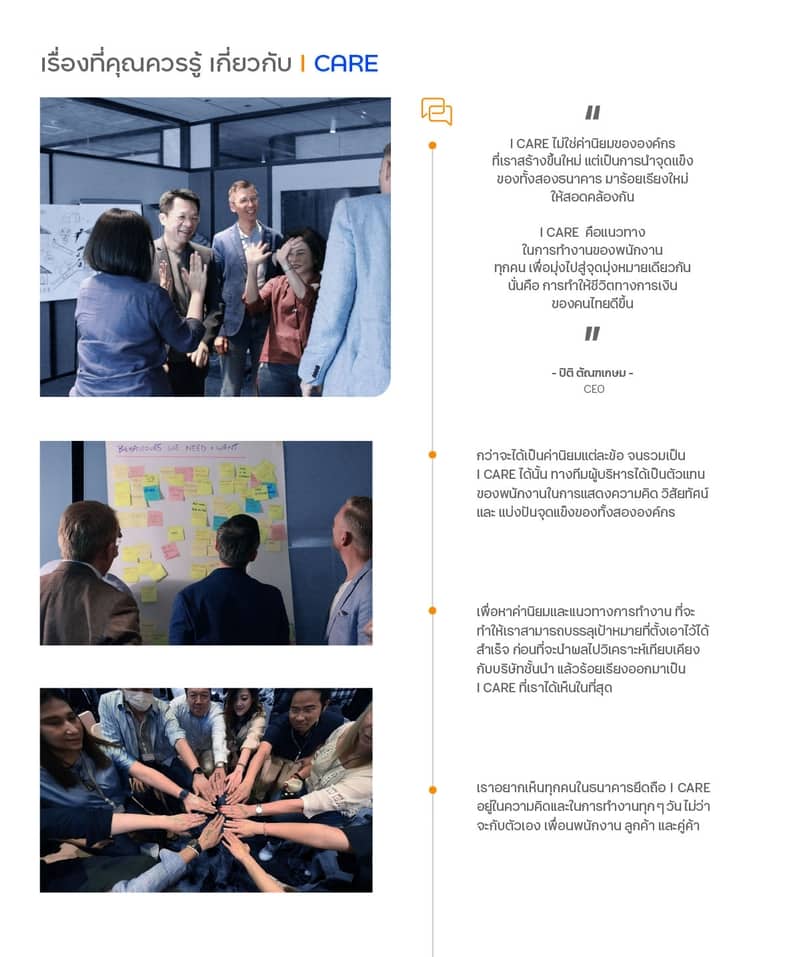 เรื่องที่คุณควรรู้ เกี่ยวกับ I CARE
"
I CARE ไม่ใช่ค่านิยมขององค์กร
ที่เราสร้างขึ้นใหม่ แต่เป็นการนำจุดแข็ง
ของทั้งสองธนาคาร มาร้อยเรียงใหม่
ให้สอดคล้องกัน
I CARE คือแนวทาง
ในการทำงานของพนักงาน
ทุกคน เพื่อมุ่งไปสู่จุดมุ่งหมายเดียวกัน
นั่นคือ การทำให้ชีวิตทางการเงิน
ของคนไทยดีขึ้น
"
- ปิติ ตัณฑเกษม -
CEO
BEHAVIOURS WE NEED & WANT
กว่าจะได้เป็นค่านิยมแต่ละข้อ จนรวมเป็น
I CARE ได้นั้น ทางทีมผู้บริหารได้เป็นตัวแทน
ของพนักงานในการแสดงความคิด วิสัยทัศน์
และ แบ่งปันจุดแข็งของทั้งสององค์กร
เพื่อหาค่านิยมและแนวทางการทำงาน ที่จะ
ทำให้เราสามารถบรรลุเป้าหมายที่ตั้งเอาไว้ได้
สำเร็จ ก่อนที่จะนำผลไปวิเคราะห์เทียบเคียง
กับบริษัทชั้นนำ แล้วร้อยเรียงออกมาเป็น
I CARE ที่เราได้เห็นในที่สุด
เราอยากเห็นทุกคนในธนาคารยึดถือ I CARE
อยู่ในความคิดและในการทำงานทุกๆ วัน ไม่ว่า
จะกับตัวเอง เพื่อนพนักงาน ลูกค้า และคู่ค้า